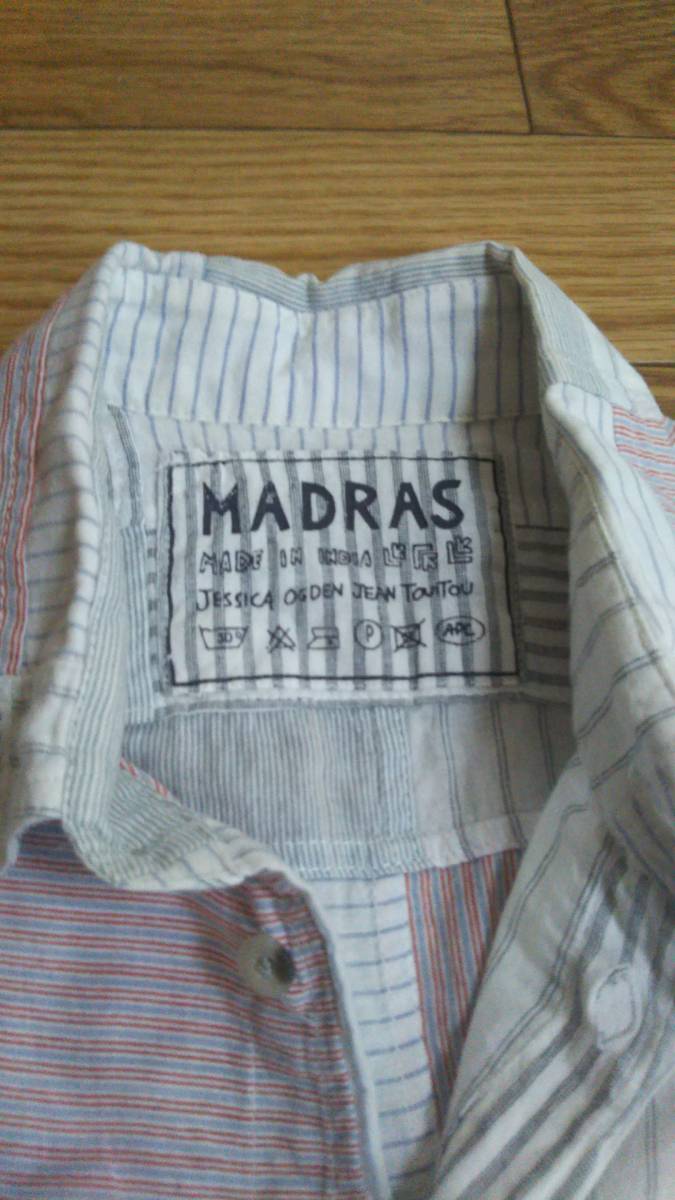 MADRAS
MADE IN INDIA
JESSICA OGDEN JEAN TOUITOU
30° P APC